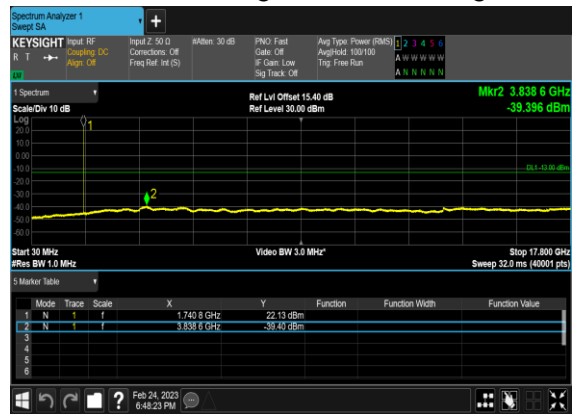 Spectrum Analyzer 1
Swept SA
+
KEYSIGHT Input: RF Input Z: 50 Ω #Atten: 30 dB PNO: Fast Avg Type: Power (RMS) 1 2 3 4 5 6
R T Coupling: DC Corrections: Off Gate: Off Avg|Hold: 100/100 A W W W W W
Align: Off Freq Ref: Int (S) IF Gain: Low Trig: Free Run
LW Sig Track: Off A N N N N N
1 Spectrum Ref Lvl Offset 15.40 dB Mkr2 3.838 6 GHz
Scale/Div 10 dB Ref Level 30.00 dBm -39.396 dBm
Log
1
20.0
10.0
0.00
-10.0 DL1 -13.00 dBm
-20.0
-30.0 2
-40.0
-50.0
-60.0
Start 30 MHz Video BW 3.0 MHz* Stop 17.800 GHz
#Res BW 1.0 MHz Sweep 32.0 ms (40001 pts)
5 Marker Table
Mode Trace Scale X Y Function Function Width Function Value
1 N 1 f 1.740 8 GHz 22.13 dBm
2 N 1 f 3.838 6 GHz -39.40 dBm
3
4
5
6
? Feb 24, 2023
6:48:23 PM